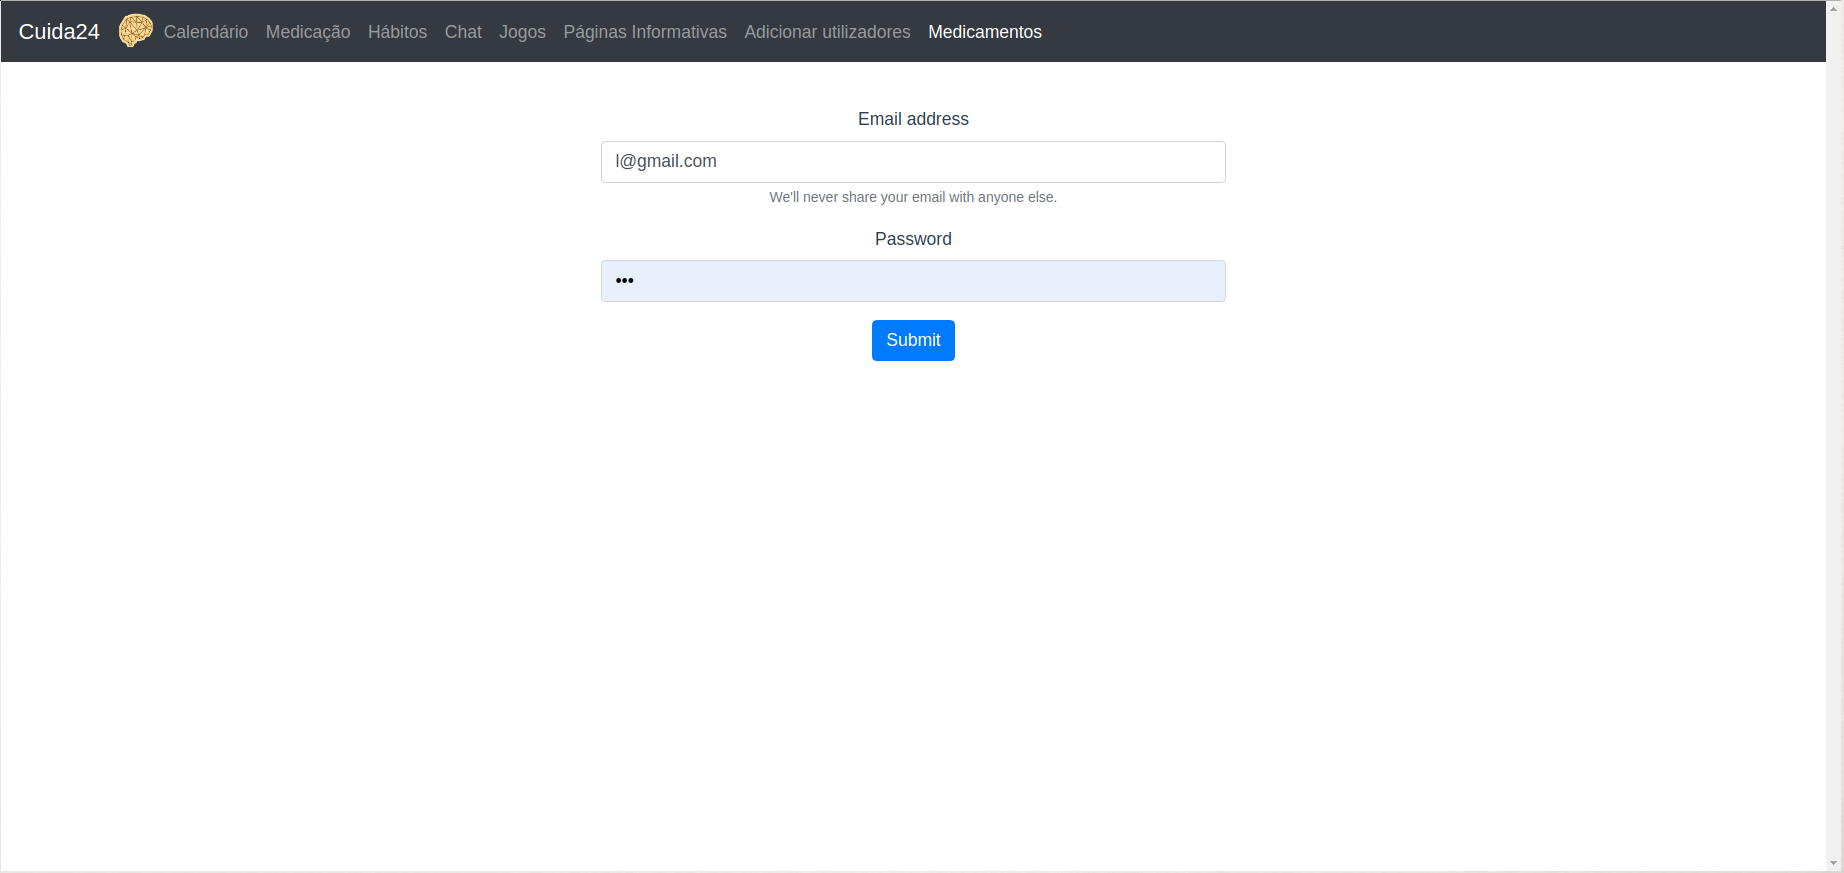 Cuida24 Calendário Medicação Hábitos Chat Jogos Páginas Informativas Adicionar utilizadores Medicamentos
Email address
l@gmail.com
We'll never share your email with anyone else.
Password
•••
Submit